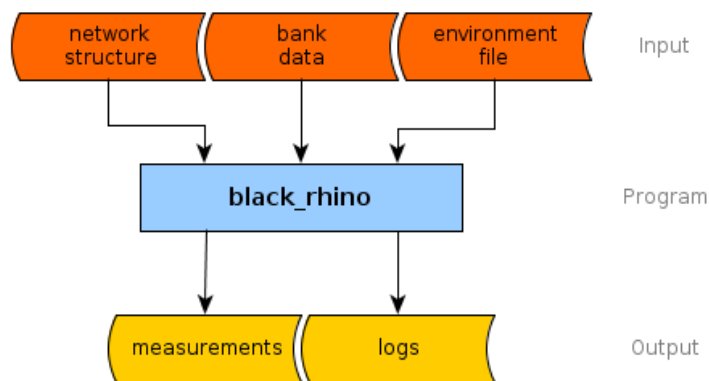 network
structure
bank
data
environment
file
Input
black_rhino
Program
measurements
logs
Output